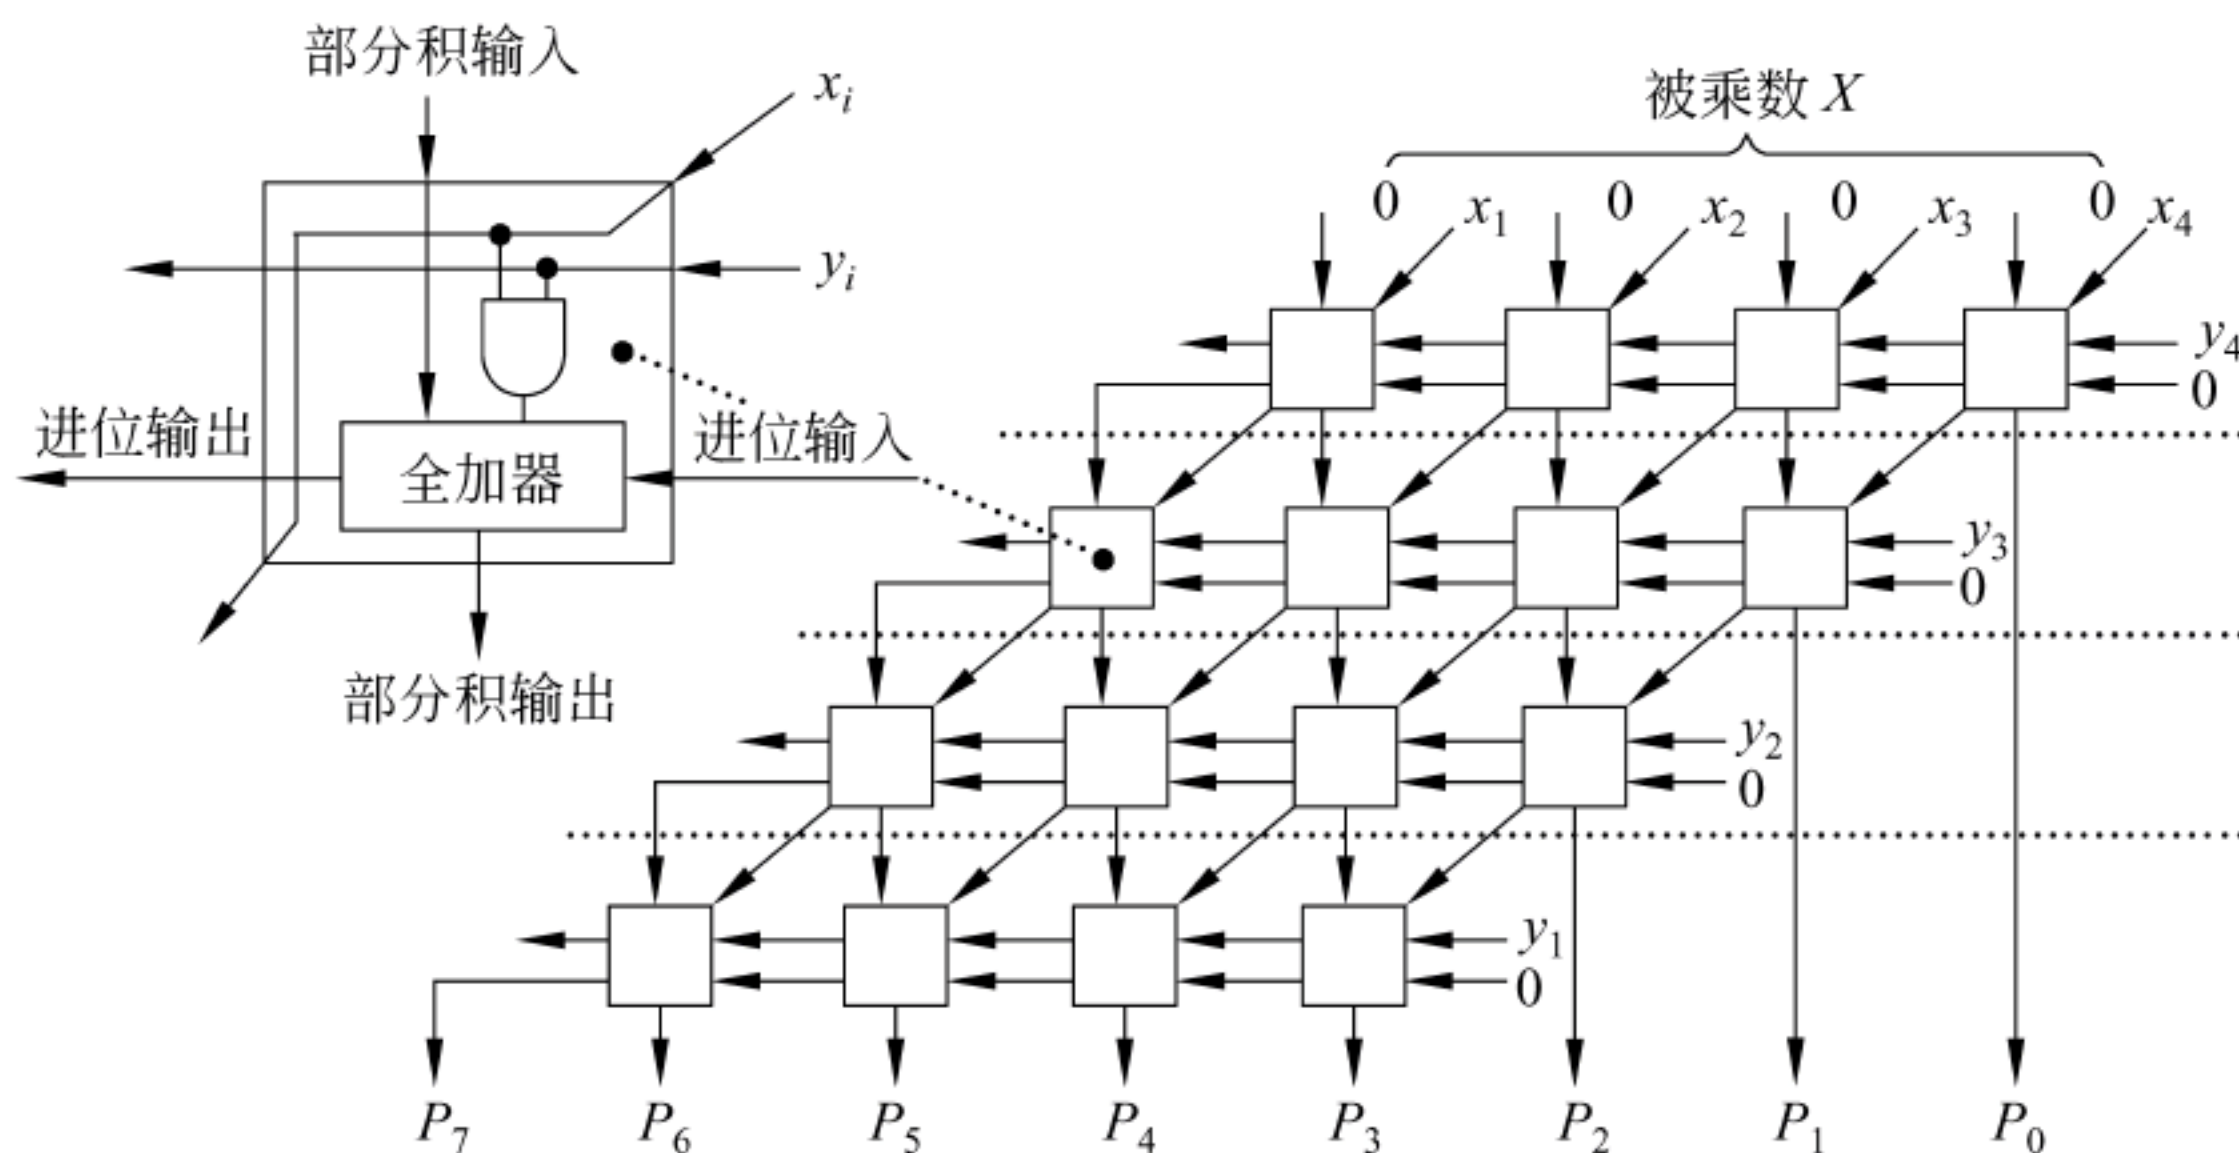 部分积输入
x_i
y_i
进位输出
全加器
进位输入
部分积输出
被乘数 X
0 x_1 0 x_2 0 x_3 0 x_4
y_4
0
y_3
0
y_2
0
y_1
0
P_7 P_6 P_5 P_4 P_3 P_2 P_1 P_0